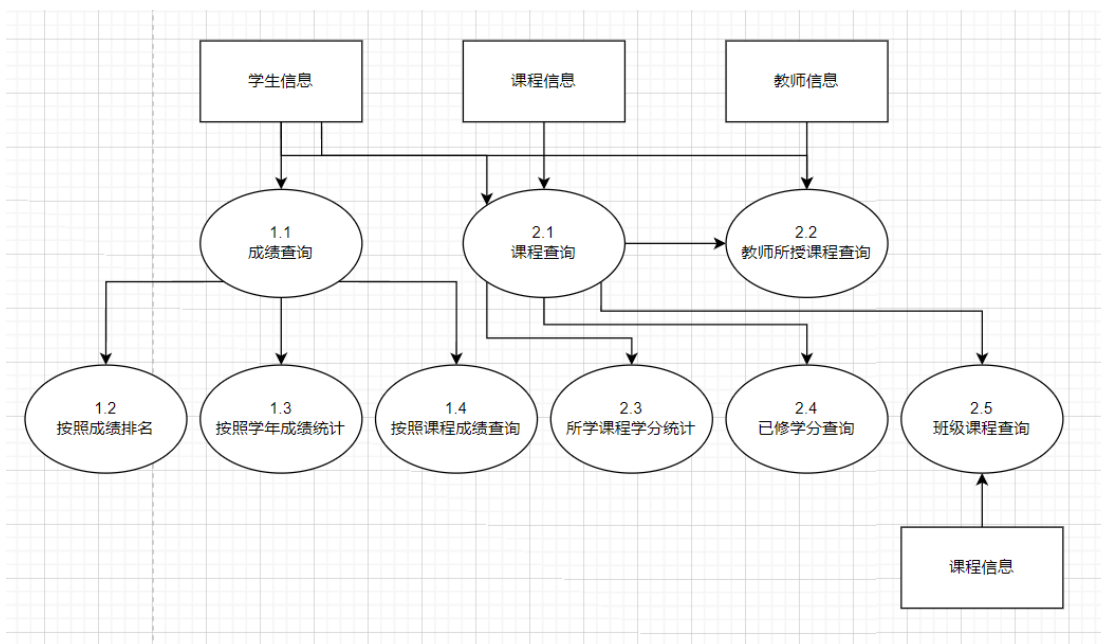 学生信息
课程信息
教师信息
1.1
成绩查询
2.1
课程查询
2.2
教师所授课程查询
1.2
按照成绩排名
1.3
按照学年成绩统计
1.4
按照课程成绩查询
2.3
所学课程学分统计
2.4
已修学分查询
2.5
班级课程查询
课程信息